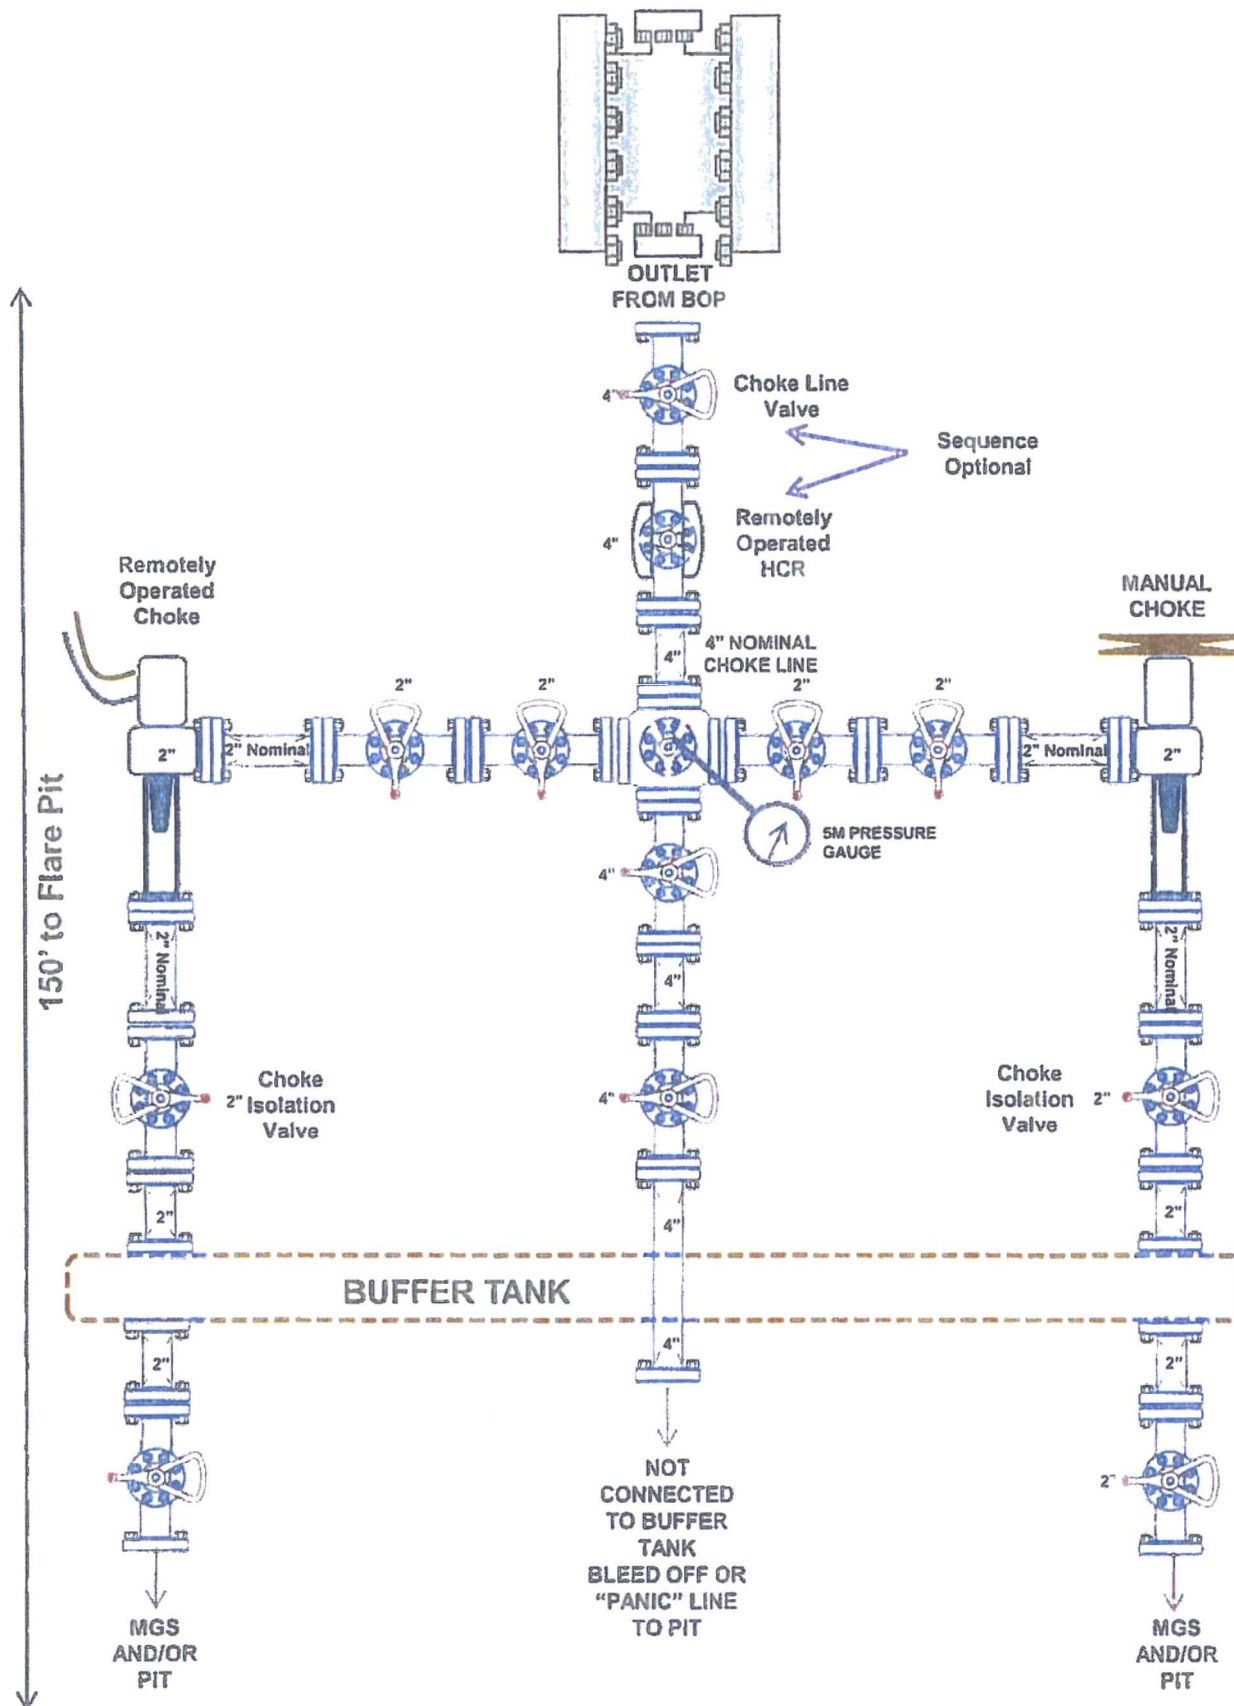 OUTLET
FROM BOP
4"
Choke Line
Valve
Sequence
Optional
4"
Remotely
Operated
HCR
Remotely
Operated
Choke
MANUAL
CHOKE
4"
4" NOMINAL
CHOKE LINE
2"
2"
2"
2"
2"
2" Nominal
2" Nominal
2"
5M PRESSURE
GAUGE
4"
150' to Flare Pit
2" Nominal
4"
2" Nominal
2"
Choke
Isolation
Valve
4"
Choke
Isolation
Valve
2"
2"
4"
2"
BUFFER TANK
4"
2"
2"
2"
NOT
CONNECTED
TO BUFFER
TANK
BLEED OFF OR
“PANIC” LINE
TO PIT
MGS
AND/OR
PIT
MGS
AND/OR
PIT